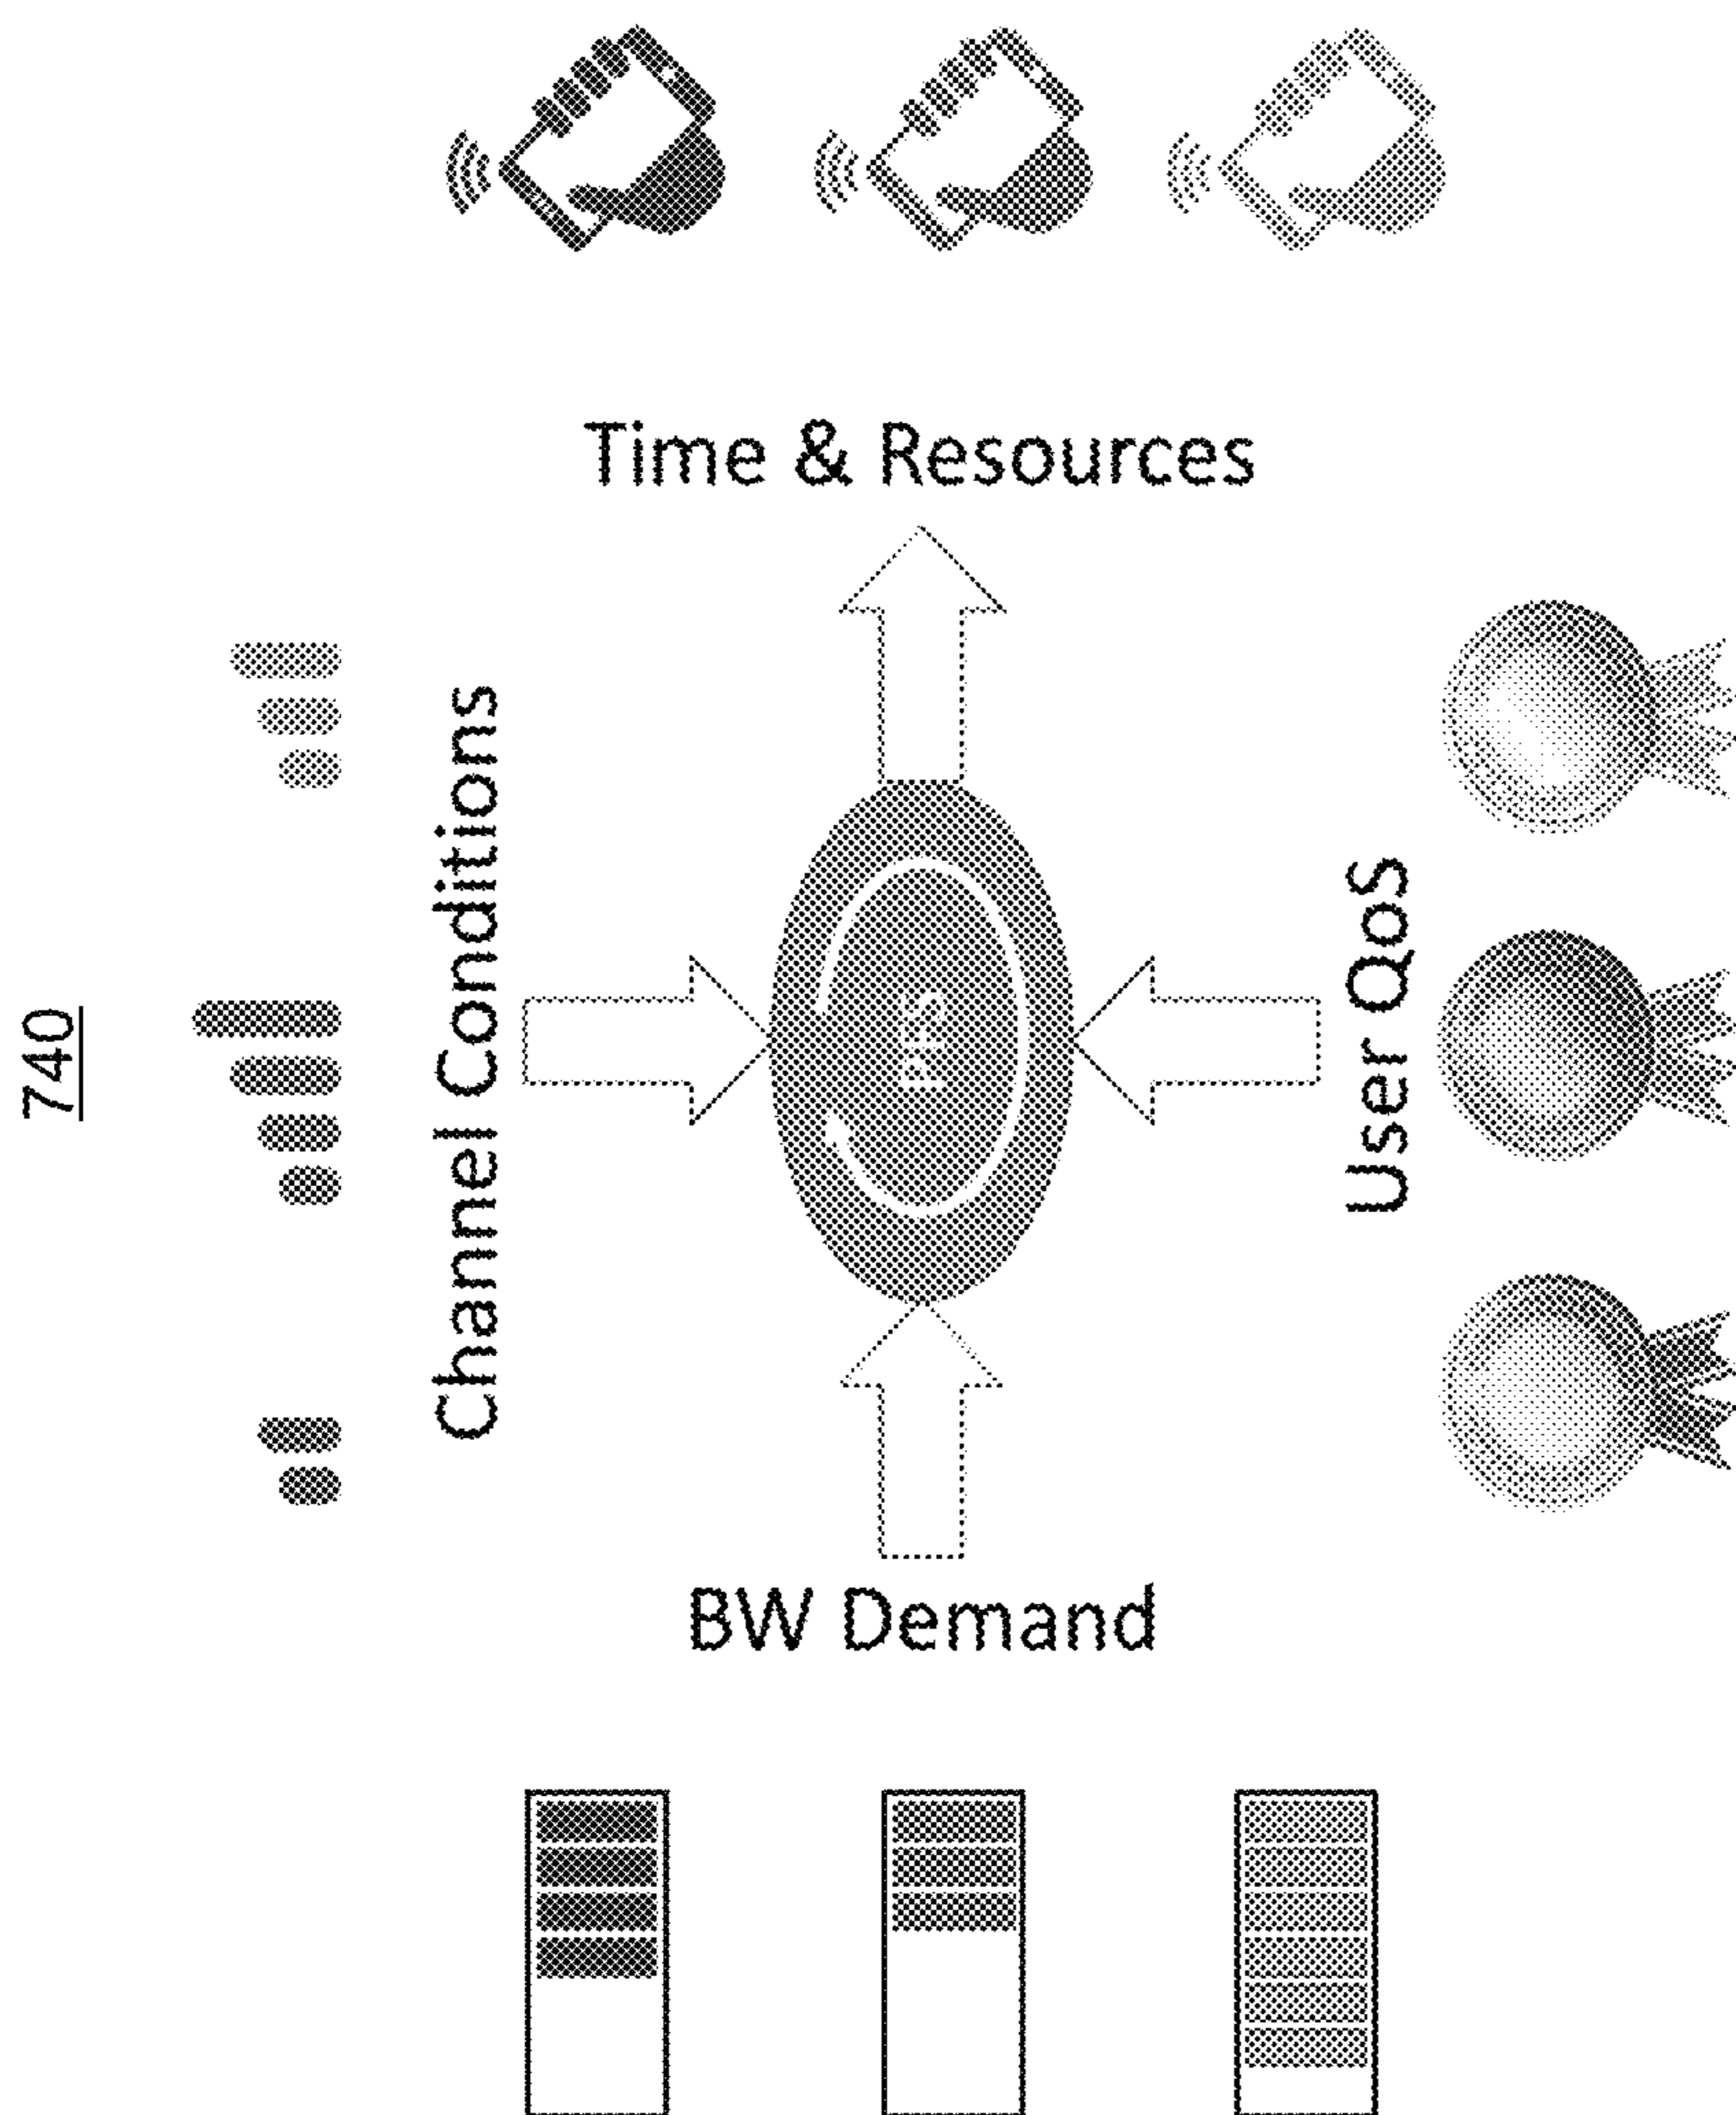 740
Channel Conditions
Time & Resources
BW Demand
User QoS